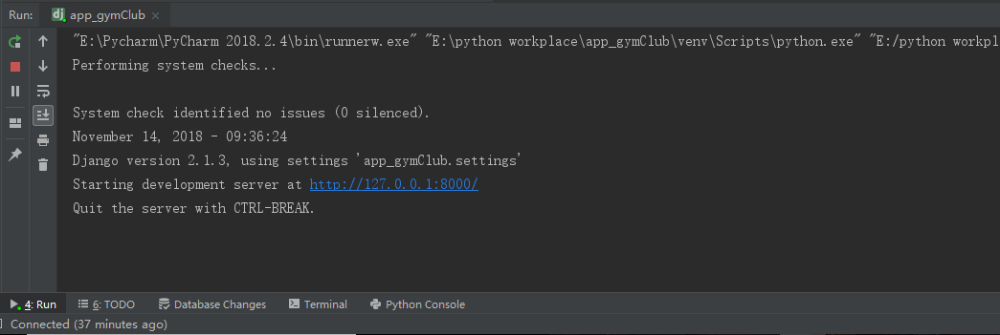 Run: app_gymClub
"E:\Pycharm\PyCharm 2018.2.4\bin\runnerw.exe" "E:\python workplace\app_gymClub\venv\Scripts\python.exe" "E:/python workpl
Performing system checks...
System check identified no issues (0 silenced).
November 14, 2018 - 09:36:24
Django version 2.1.3, using settings 'app_gymClub.settings'
Starting development server at http://127.0.0.1:8000/
Quit the server with CTRL-BREAK.
4: Run 6: TODO Database Changes Terminal Python Console
Connected (37 minutes ago)